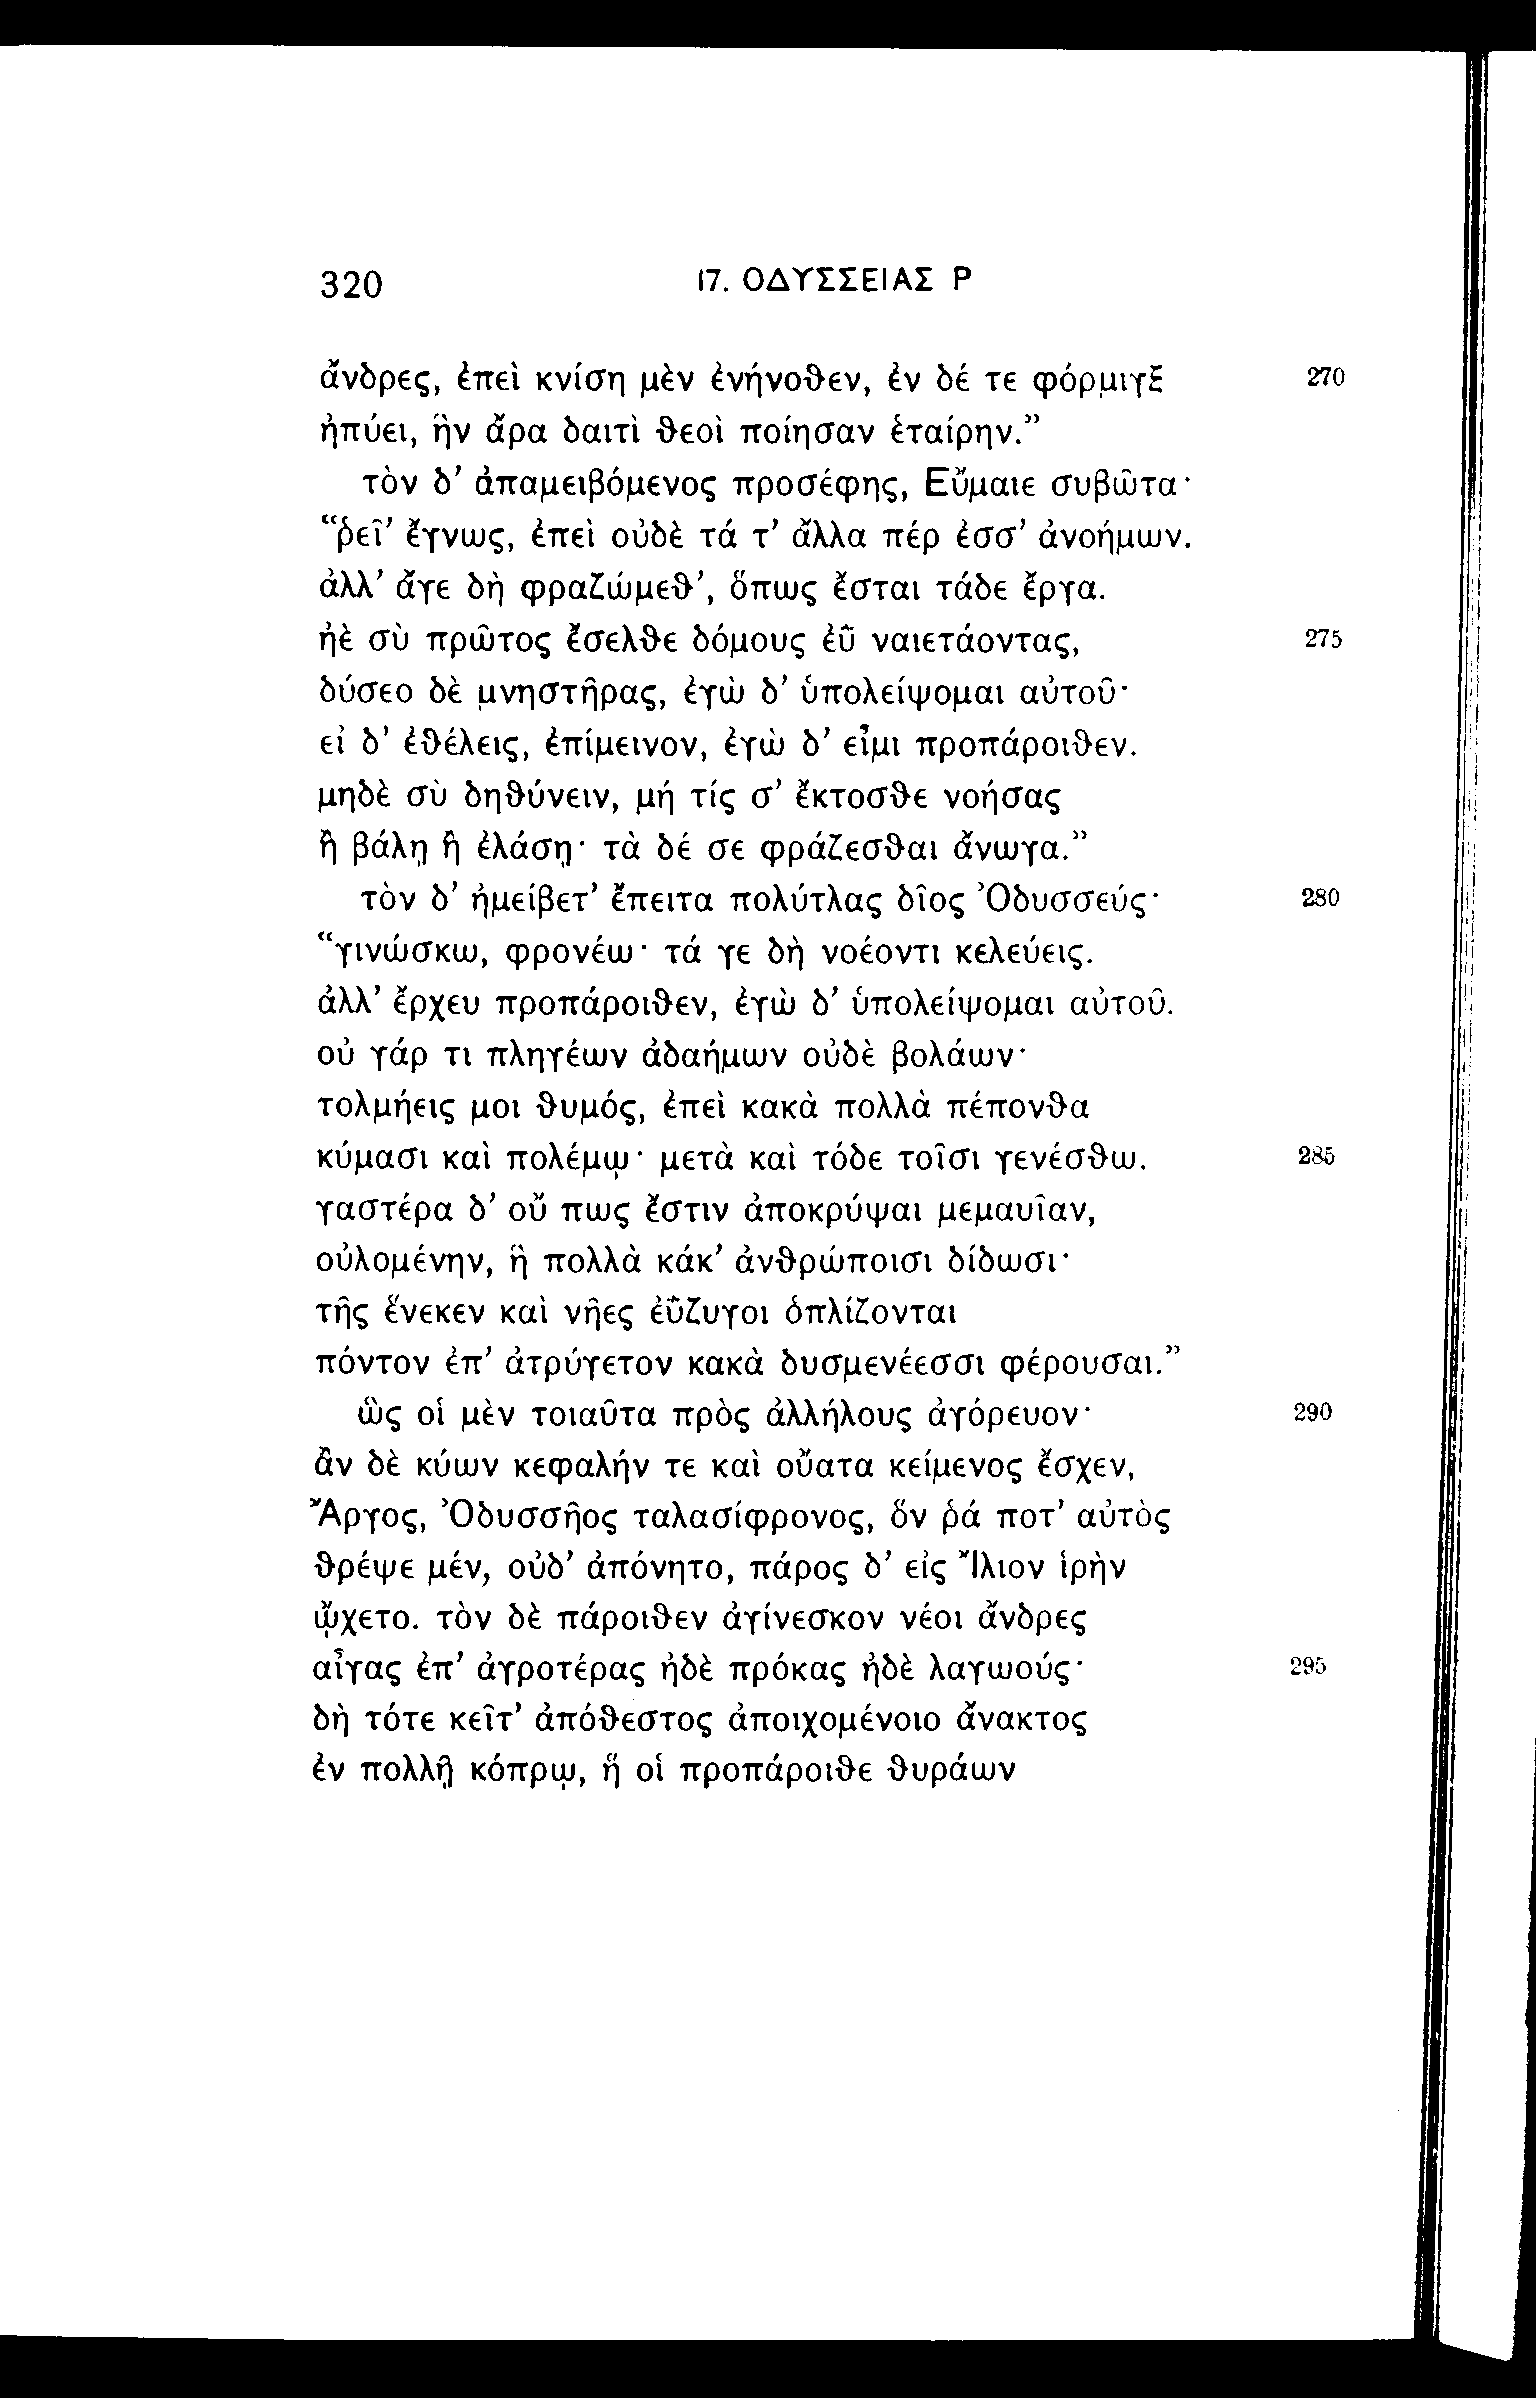 320 17. ΟΔΥΣΣΕΙΑΣ Ρ
ἄνδρες, ἐπεὶ κνίση μὲν ἐνήνοϑεν, ἐν δέ τε φόρμιγξ 270
ἠπύει, ἣν ἄρα δαιτὶ ϑεοὶ ποίησαν ἑταίρην.”
τὸν δ’ ἀπαμειβόμενος προσέφης, Εὔμαιε συβῶτα·
“ῥεῖ’ ἔγνως, ἐπεὶ οὐδὲ τά τ’ ἄλλα πέρ ἐσσ’ ἀνοήμων.
ἀλλ’ ἄγε δὴ φραζώμεϑ’, ὅπως ἔσται τάδε ἔργα.
ἠὲ σὺ πρῶτος ἔσελϑε δόμους ἐῢ ναιετάοντας, 275
δύσεο δὲ μνηστῆρας, ἐγὼ δ’ ὑπολείψομαι αὐτοῦ·
εἰ δ’ ἐϑέλεις, ἐπίμεινον, ἐγὼ δ’ εἶμι προπάροιϑεν.
μηδὲ σὺ δηϑύνειν, μή τίς σ’ ἔκτοσϑε νοήσας
ἢ βάλῃ ἢ ἐλάσῃ· τὰ δέ σε φράζεσϑαι ἄνωγα.”
τὸν δ’ ἠμείβετ’ ἔπειτα πολύτλας δῖος Ὀδυσσεύς· 280
“γινώσκω, φρονέω· τά γε δὴ νοέοντι κελεύεις.
ἀλλ’ ἔρχευ προπάροιϑεν, ἐγὼ δ’ ὑπολείψομαι αὐτοῦ.
οὐ γάρ τι πληγέων ἀδαήμων οὐδὲ βολάων·
τολμήεις μοι ϑυμός, ἐπεὶ κακὰ πολλὰ πέπονϑα
κύμασι καὶ πολέμῳ· μετὰ καὶ τόδε τοῖσι γενέσϑω. 285
γαστέρα δ’ οὔ πως ἔστιν ἀποκρύψαι μεμαυῖαν,
οὐλομένην, ἣ πολλὰ κάκ’ ἀνϑρώποισι δίδωσι·
τῆς ἕνεκεν καὶ νῆες ἐΰζυγοι ὁπλίζονται
πόντον ἐπ’ ἀτρύγετον κακὰ δυσμενέεσσι φέρουσαι.”
ὣς οἱ μὲν τοιαῦτα πρὸς ἀλλήλους ἀγόρευον· 290
ἂν δὲ κύων κεφαλήν τε καὶ οὔατα κείμενος ἔσχεν,
Ἄργος, Ὀδυσσῆος ταλασίφρονος, ὅν ῥά ποτ’ αὐτὸς
ϑρέψε μέν, οὐδ’ ἀπόνητο, πάρος δ’ εἰς Ἴλιον ἱρὴν
ᾤχετο. τὸν δὲ πάροιϑεν ἀγίνεσκον νέοι ἄνδρες
αἶγας ἐπ’ ἀγροτέρας ἠδὲ πρόκας ἠδὲ λαγωούς· 295
δὴ τότε κεῖτ’ ἀπόϑεστος ἀποιχομένοιο ἄνακτος
ἐν πολλῇ κόπρῳ, ἥ οἱ προπάροιϑε ϑυράων